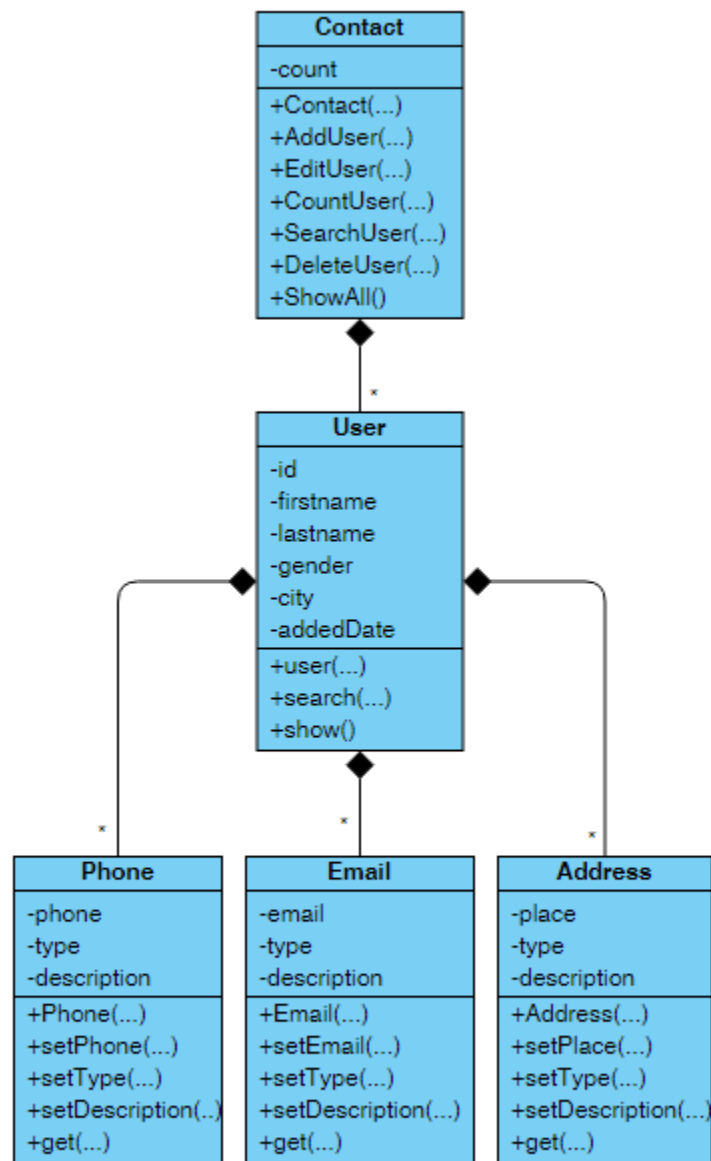 Contact
-count
+Contact(...)
+AddUser(...)
+EditUser(...)
+CountUser(...)
+SearchUser(...)
+DeleteUser(...)
+ShowAll()
*
User
-id
-firstname
-lastname
-gender
-city
-addedDate
+user(...)
+search(...)
+show()
*
*
*
Phone
-phone
-type
-description
+Phone(...)
+setPhone(...)
+setType(...)
+setDescription(..)
+get(...)
Email
-email
-type
-description
+Email(...)
+setEmail(...)
+setType(...)
+setDescription(...)
+get(...)
Address
-place
-type
-description
+Address(...)
+setPlace(...)
+setType(...)
+setDescription(...)
+get(...)